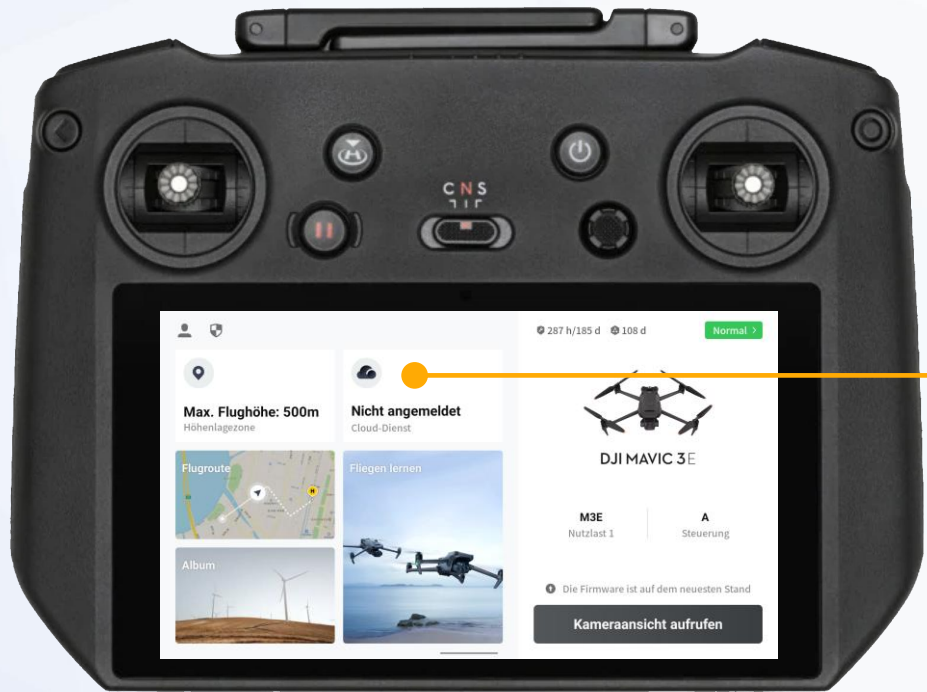 C N S
287 h/185 d 108 d
Normal >
Max. Flughöhe: 500m
Höhenlagezone
Nicht angemeldet
Cloud-Dienst
Flugroute
H
Fliegen lernen
Album
DJI MAVIC 3E
M3E
Nutzlast 1
A
Steuerung
Die Firmware ist auf dem neuesten Stand
Kameraansicht aufrufen